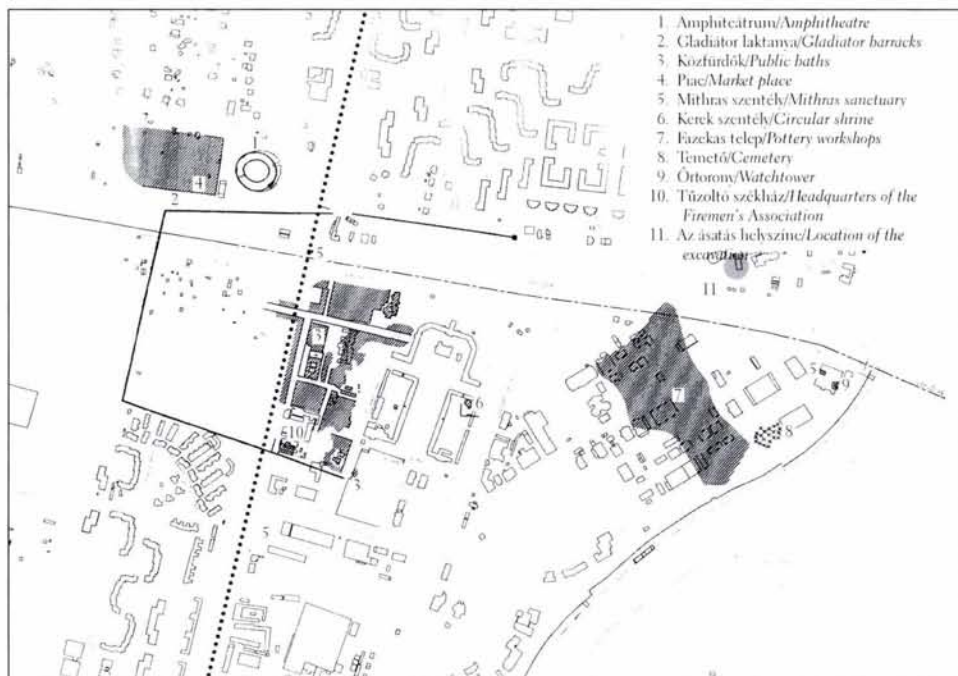 1. Amphiteátrum/Amphitheatre
2. Gladiátor laktanya/Gladiator barracks
3. Közfürdők/Public baths
4. Piac/Market place
5. Mithras szentély/Mithras sanctuary
6. Kerek szentély/Circular shrine
7. Fazekas telep/Pottery workshops
8. Temető/Cemetery
9. Őrtorony/Watchtower
10. Tűzoltó székház/Headquarters of the
Firemen's Association
11. Az ásatás helyszíne/Location of the
excavation
1
4
2
5
11
3
7
5
9
6
8
10
4
5
5